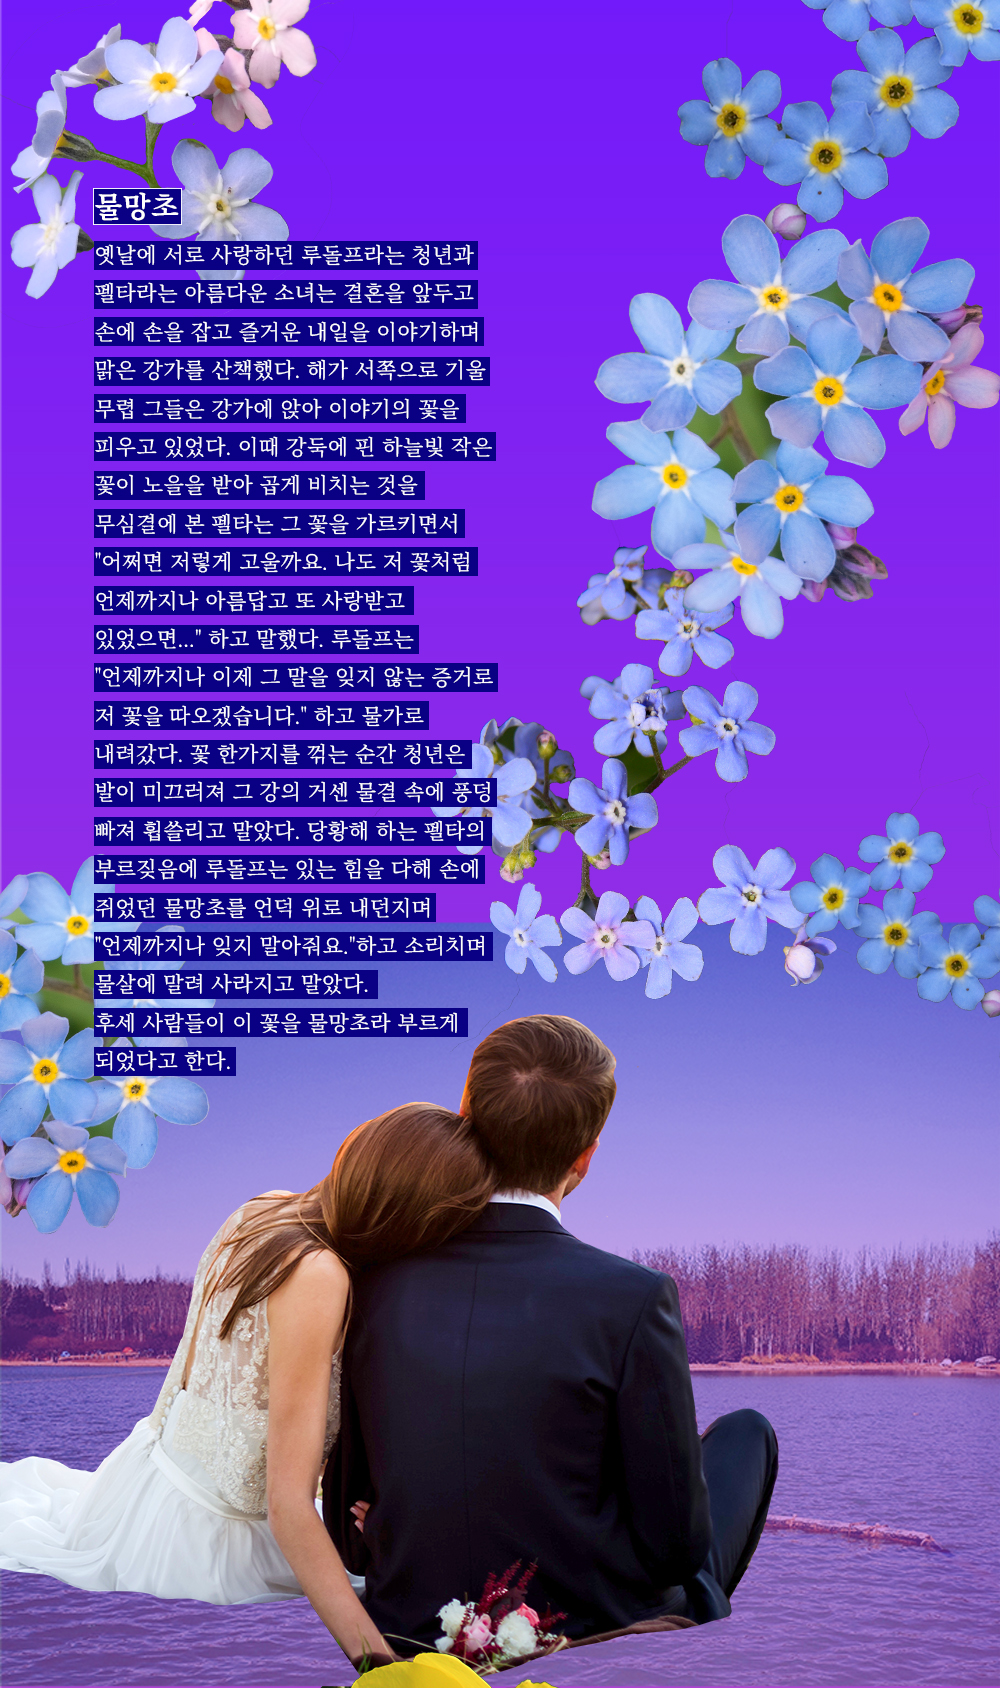 물망초
옛날에 서로 사랑하던 루돌프라는 청년과
펠타라는 아름다운 소녀는 결혼을 앞두고
손에 손을 잡고 즐거운 내일을 이야기하며
맑은 강가를 산책했다. 해가 서쪽으로 기울
무렵 그들은 강가에 앉아 이야기의 꽃을
피우고 있었다. 이때 강둑에 핀 하늘빛 작은
꽃이 노을을 받아 곱게 비치는 것을
무심결에 본 펠타는 그 꽃을 가르키면서
"어쩌면 저렇게 고울까요. 나도 저 꽃처럼
언제까지나 아름답고 또 사랑받고
있었으면..." 하고 말했다. 루돌프는
"언제까지나 이제 그 말을 잊지 않는 증거로
저 꽃을 따오겠습니다." 하고 물가로
내려갔다. 꽃 한가지를 꺾는 순간 청년은
발이 미끄러져 그 강의 거센 물결 속에 풍덩
빠져 휩쓸리고 말았다. 당황해 하는 펠타의
부르짖음에 루돌프는 있는 힘을 다해 손에
쥐었던 물망초를 언덕 위로 내던지며
"언제까지나 잊지 말아줘요."하고 소리치며
물살에 말려 사라지고 말았다.
후세 사람들이 이 꽃을 물망초라 부르게
되었다고 한다.